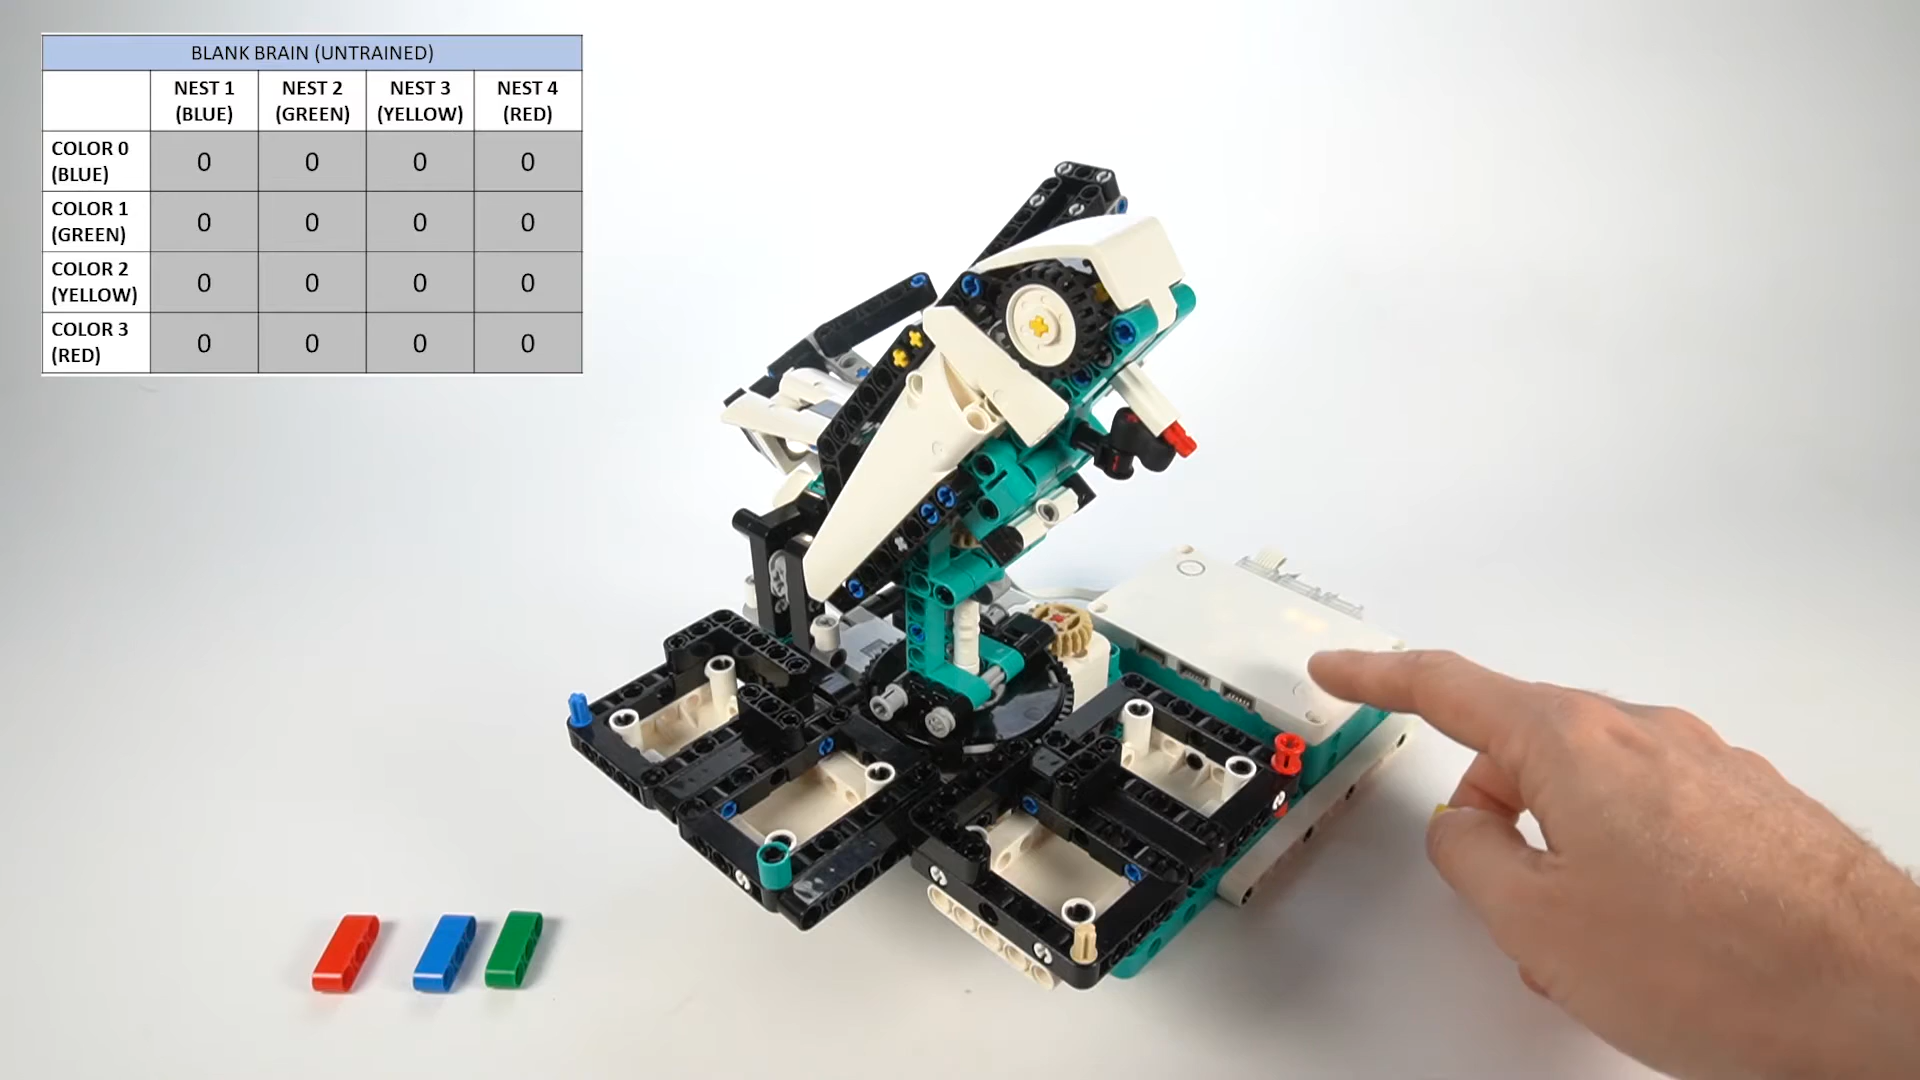 BLANK BRAIN (UNTRAINED)
NEST 1 NEST 2 NEST 3 NEST 4
(BLUE) (GREEN) (YELLOW) (RED)
COLOR 0
(BLUE) 0 0 0 0
COLOR 1
(GREEN) 0 0 0 0
COLOR 2
(YELLOW) 0 0 0 0
COLOR 3
(RED) 0 0 0 0